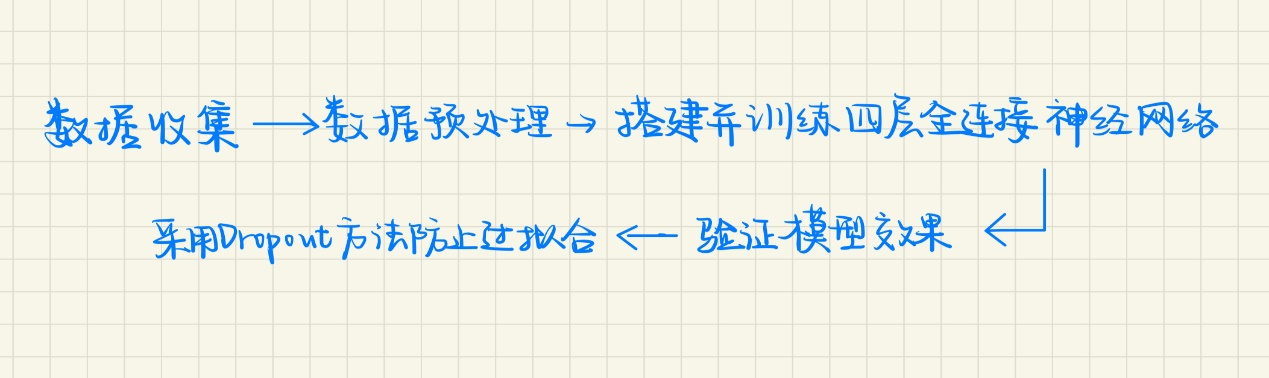 数据收集 → 数据预处理 → 搭建并训练四层全连接神经网络
采用Dropout方法防止过拟合 ← 验证模型效果 ←